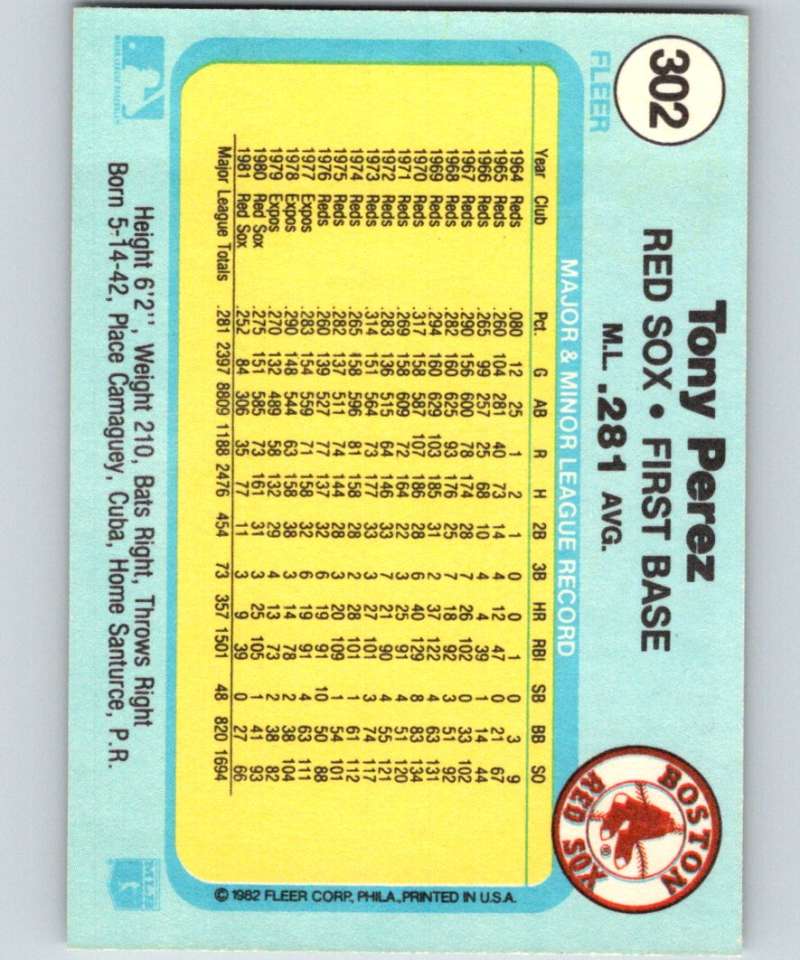 302
FLEER
Tony Perez
RED SOX • FIRST BASE
M.L. .281 AVG.
BOSTON
RED SOX
®
MAJOR & MINOR LEAGUE RECORD
Year Club Pct. G AB R H 2B 3B HR RBI SB BB SO
1964 Reds .080 12 25 1 2 1 0 0 1 0 3 9
1965 Reds .260 104 281 40 73 14 4 12 47 0 21 67
1966 Reds .265 99 257 25 68 10 4 4 39 1 14 44
1967 Reds .290 156 600 78 174 28 7 26 102 0 33 102
1968 Reds .282 160 625 93 176 25 7 18 92 3 51 92
1969 Reds .294 160 629 103 185 31 2 37 122 4 63 131
1970 Reds .317 158 587 107 186 28 6 40 129 8 83 134
1971 Reds .269 158 609 72 164 22 3 25 91 4 51 120
1972 Reds .283 136 515 64 146 33 7 21 90 4 55 121
1973 Reds .314 151 564 73 177 33 3 27 101 3 74 117
1974 Reds .265 158 596 81 158 28 2 28 101 1 61 112
1975 Reds .282 137 511 74 144 28 3 20 109 1 54 101
1976 Reds .260 139 527 77 137 32 6 19 91 10 50 88
1977 Expos .283 154 559 71 158 32 6 19 91 4 63 111
1978 Expos .290 148 544 63 158 38 3 14 78 2 38 104
1979 Expos .270 132 489 58 132 29 4 13 73 2 38 82
1980 Red Sox .275 151 585 73 161 31 3 25 105 1 41 93
1981 Red Sox .252 84 306 35 77 11 3 9 39 0 27 66
Major League Totals .281 2397 8809 1188 2476 454 73 357 1501 48 820 1694
© 1982 FLEER CORP., PHILA., PRINTED IN U.S.A.
Height 6'2", Weight 210, Bats Right, Throws Right
Born 5-14-42, Place Camaguey, Cuba, Home Santurce, P.R.